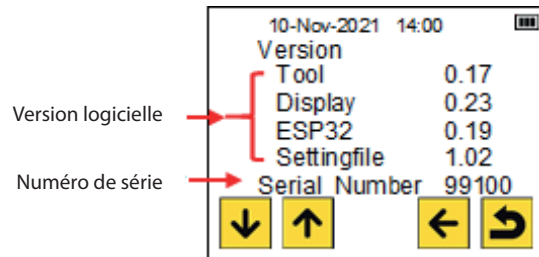 10-Nov-2021 14:00
Version
Tool 0.17
Version logicielle
Display 0.23
ESP32 0.19
Settingfile 1.02
Numéro de série
Serial Number 99100